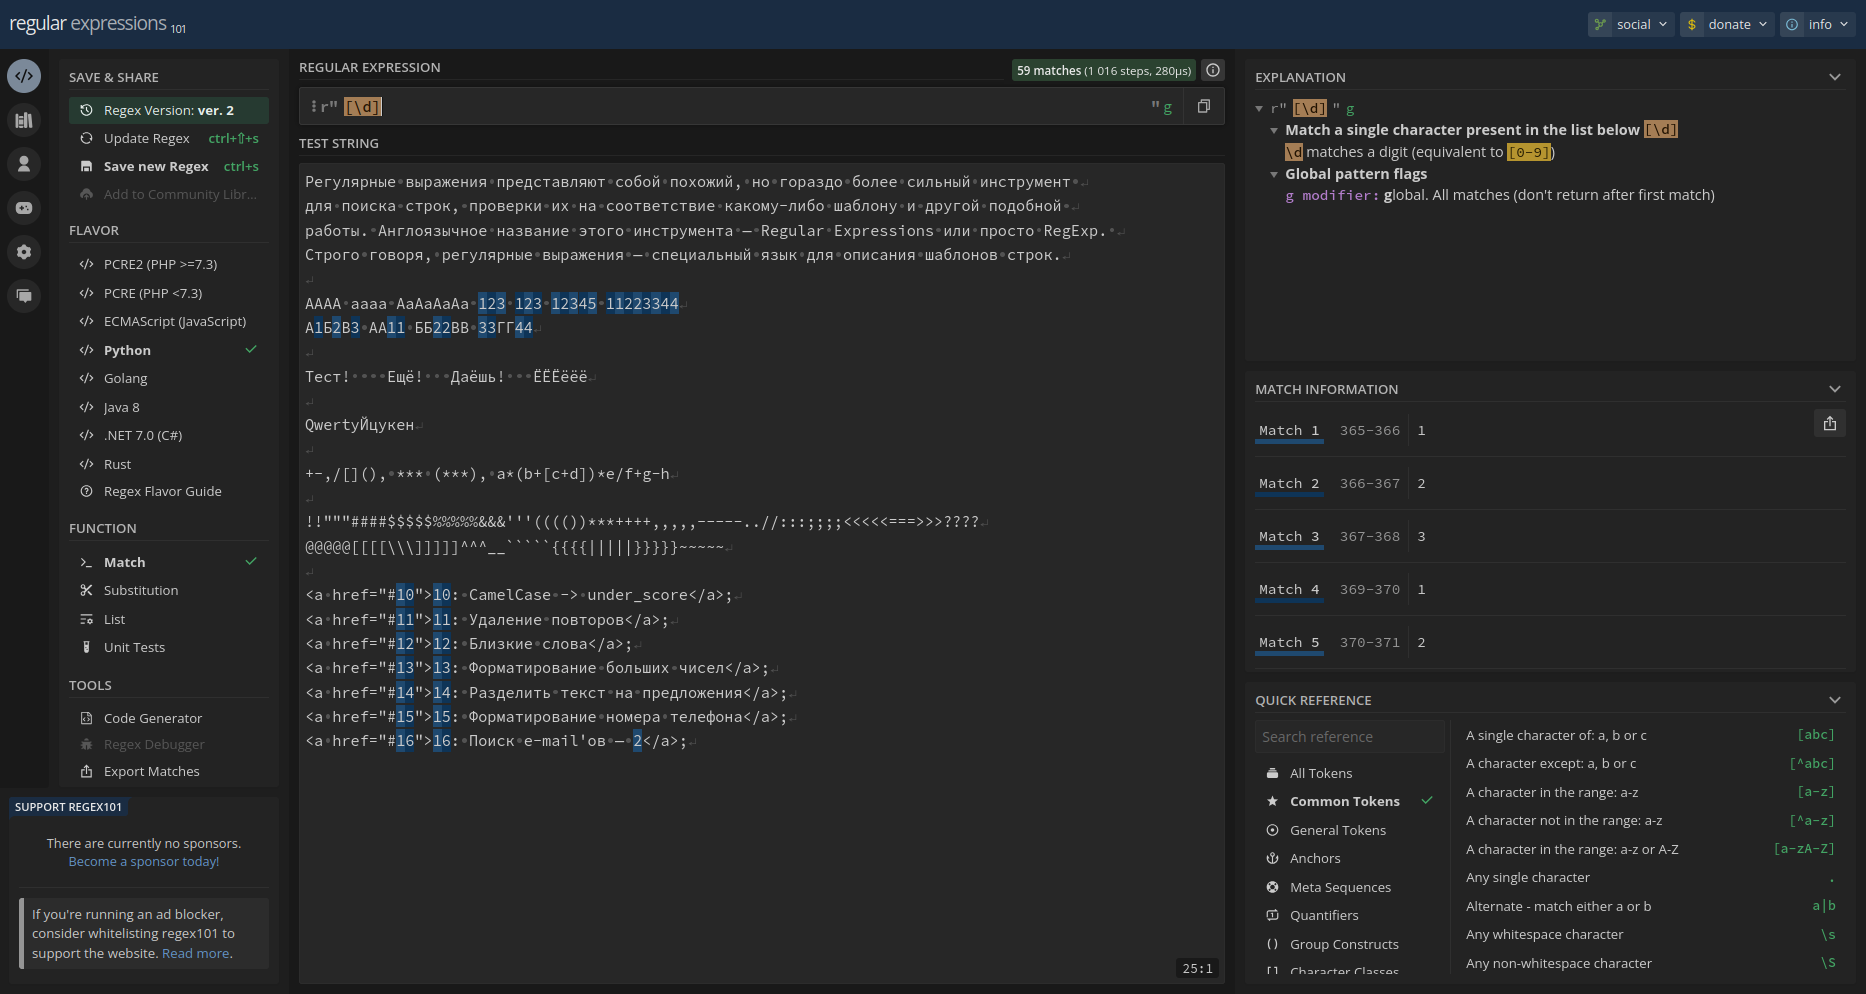 regular expressions 101
social
donate
info
SAVE & SHARE
Regex Version: ver. 2
Update Regex ctrl+⇧+s
Save new Regex ctrl+s
Add to Community Libr...
FLAVOR
PCRE2 (PHP >=7.3)
PCRE (PHP <7.3)
ECMAScript (JavaScript)
Python
Golang
Java 8
.NET 7.0 (C#)
Rust
Regex Flavor Guide
FUNCTION
Match
Substitution
List
Unit Tests
TOOLS
Code Generator
Regex Debugger
Export Matches
SUPPORT REGEX101
There are currently no sponsors.
Become a sponsor today!
If you're running an ad blocker,
consider whitelisting regex101 to
support the website. Read more.
REGULAR EXPRESSION
59 matches (1 016 steps, 280μs)
r" [\d] " g
TEST STRING
Регулярные выражения представляют собой похожий, но гораздо более сильный инструмент
для поиска строк, проверки их на соответствие какому-либо шаблону и другой подобной
работы. Англоязычное название этого инструмента — Regular Expressions или просто RegExp.
Строго говоря, регулярные выражения — специальный язык для описания шаблонов строк.
АААА аааа АаАаАаАа 123 123 12345 11223344
А1Б2В3 АА11 ББ22ВВ 33ГГ44
Тест!    Ещё!   Даёшь!   ЁЁЁёёё
QwertyЙцукен
+-,/[](), *** (***), a*(b+[c+d])*e/f+g-h
!!"""####$$$$$%%%%%&&&'''(((())***++++,,,,,-----..//:::;;;;<<<<<===>>>????
@@@@@[[[[\\\]]]]]^^^__`````{{{{|||||}}}}}~~~~~
<a href="#10">10: CamelCase -> under_score</a>;
<a href="#11">11: Удаление повторов</a>;
<a href="#12">12: Близкие слова</a>;
<a href="#13">13: Форматирование больших чисел</a>;
<a href="#14">14: Разделить текст на предложения</a>;
<a href="#15">15: Форматирование номера телефона</a>;
<a href="#16">16: Поиск e-mail'ов — 2</a>;
25:1
EXPLANATION
r" [\d] " g
Match a single character present in the list below [\d]
\d matches a digit (equivalent to [0-9])
Global pattern flags
g modifier: global. All matches (don't return after first match)
MATCH INFORMATION
Match 1 365-366 1
Match 2 366-367 2
Match 3 367-368 3
Match 4 369-370 1
Match 5 370-371 2
QUICK REFERENCE
Search reference
All Tokens
Common Tokens
General Tokens
Anchors
Meta Sequences
Quantifiers
Group Constructs
Character Classes
A single character of: a, b or c [abc]
A character except: a, b or c [^abc]
A character in the range: a-z [a-z]
A character not in the range: a-z [^a-z]
A character in the range: a-z or A-Z [a-zA-Z]
Any single character .
Alternate - match either a or b a|b
Any whitespace character \s
Any non-whitespace character \S